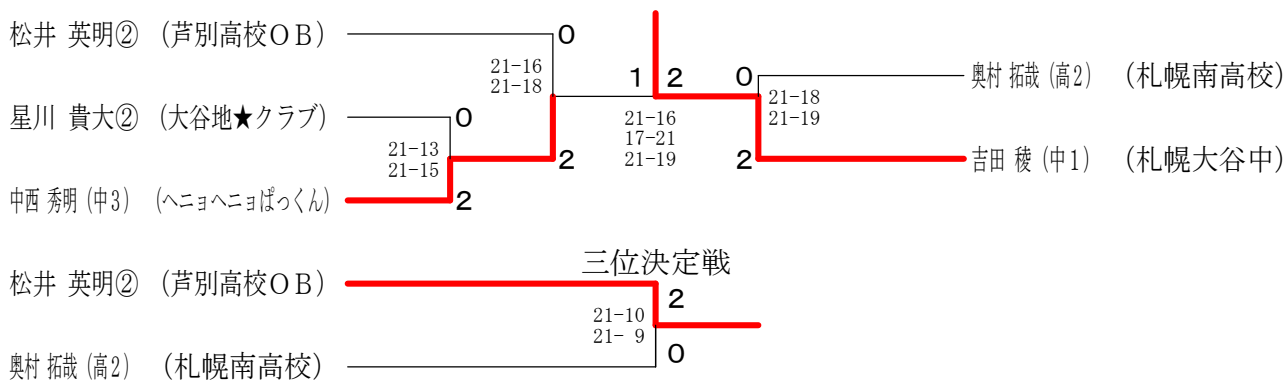 松井 英明② (芦別高校ＯＢ)
0
21-16
21-18
1
2
0
奥村 拓哉 (高2) (札幌南高校)
21-18
21-19
星川 貴大② (大谷地★クラブ)
0
21-16
17-21
21-19
21-13
21-15
2
2
吉田 稜 (中1) (札幌大谷中)
中西 秀明 (中3) (ヘニョヘニョぱっくん)
2
三位決定戦
松井 英明② (芦別高校ＯＢ)
2
21-10
21- 9
0
奥村 拓哉 (高2) (札幌南高校)